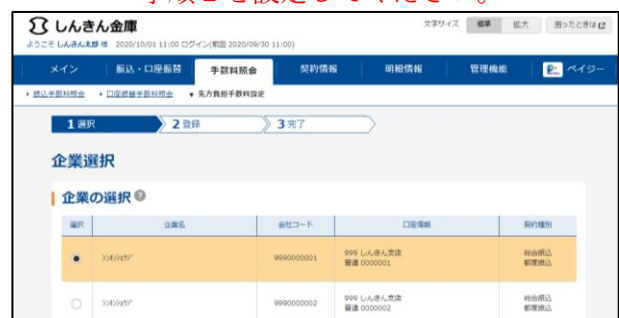 手順2を設定してください。
しんきん金庫
文字サイズ 標準 拡大 困ったときは
ようこそ しんきん太郎 様 2020/10/01 11:00 ログイン(前回 2020/09/30 11:00)
メイン 振込・口座振替 手数料照会 契約情報 明細情報 管理機能 ペイジー
振込手数料照会 口座振替手数料照会 先方負担手数料設定
1 選択 2 登録 3 完了
企業選択
企業の選択
選択 企業名 会社コード 口座情報 契約種別
9990000001 999 しんきん支店 総合振込
普通 0000001 都度振込
9990000002 999 しんきん支店 総合振込
普通 0000002 都度振込